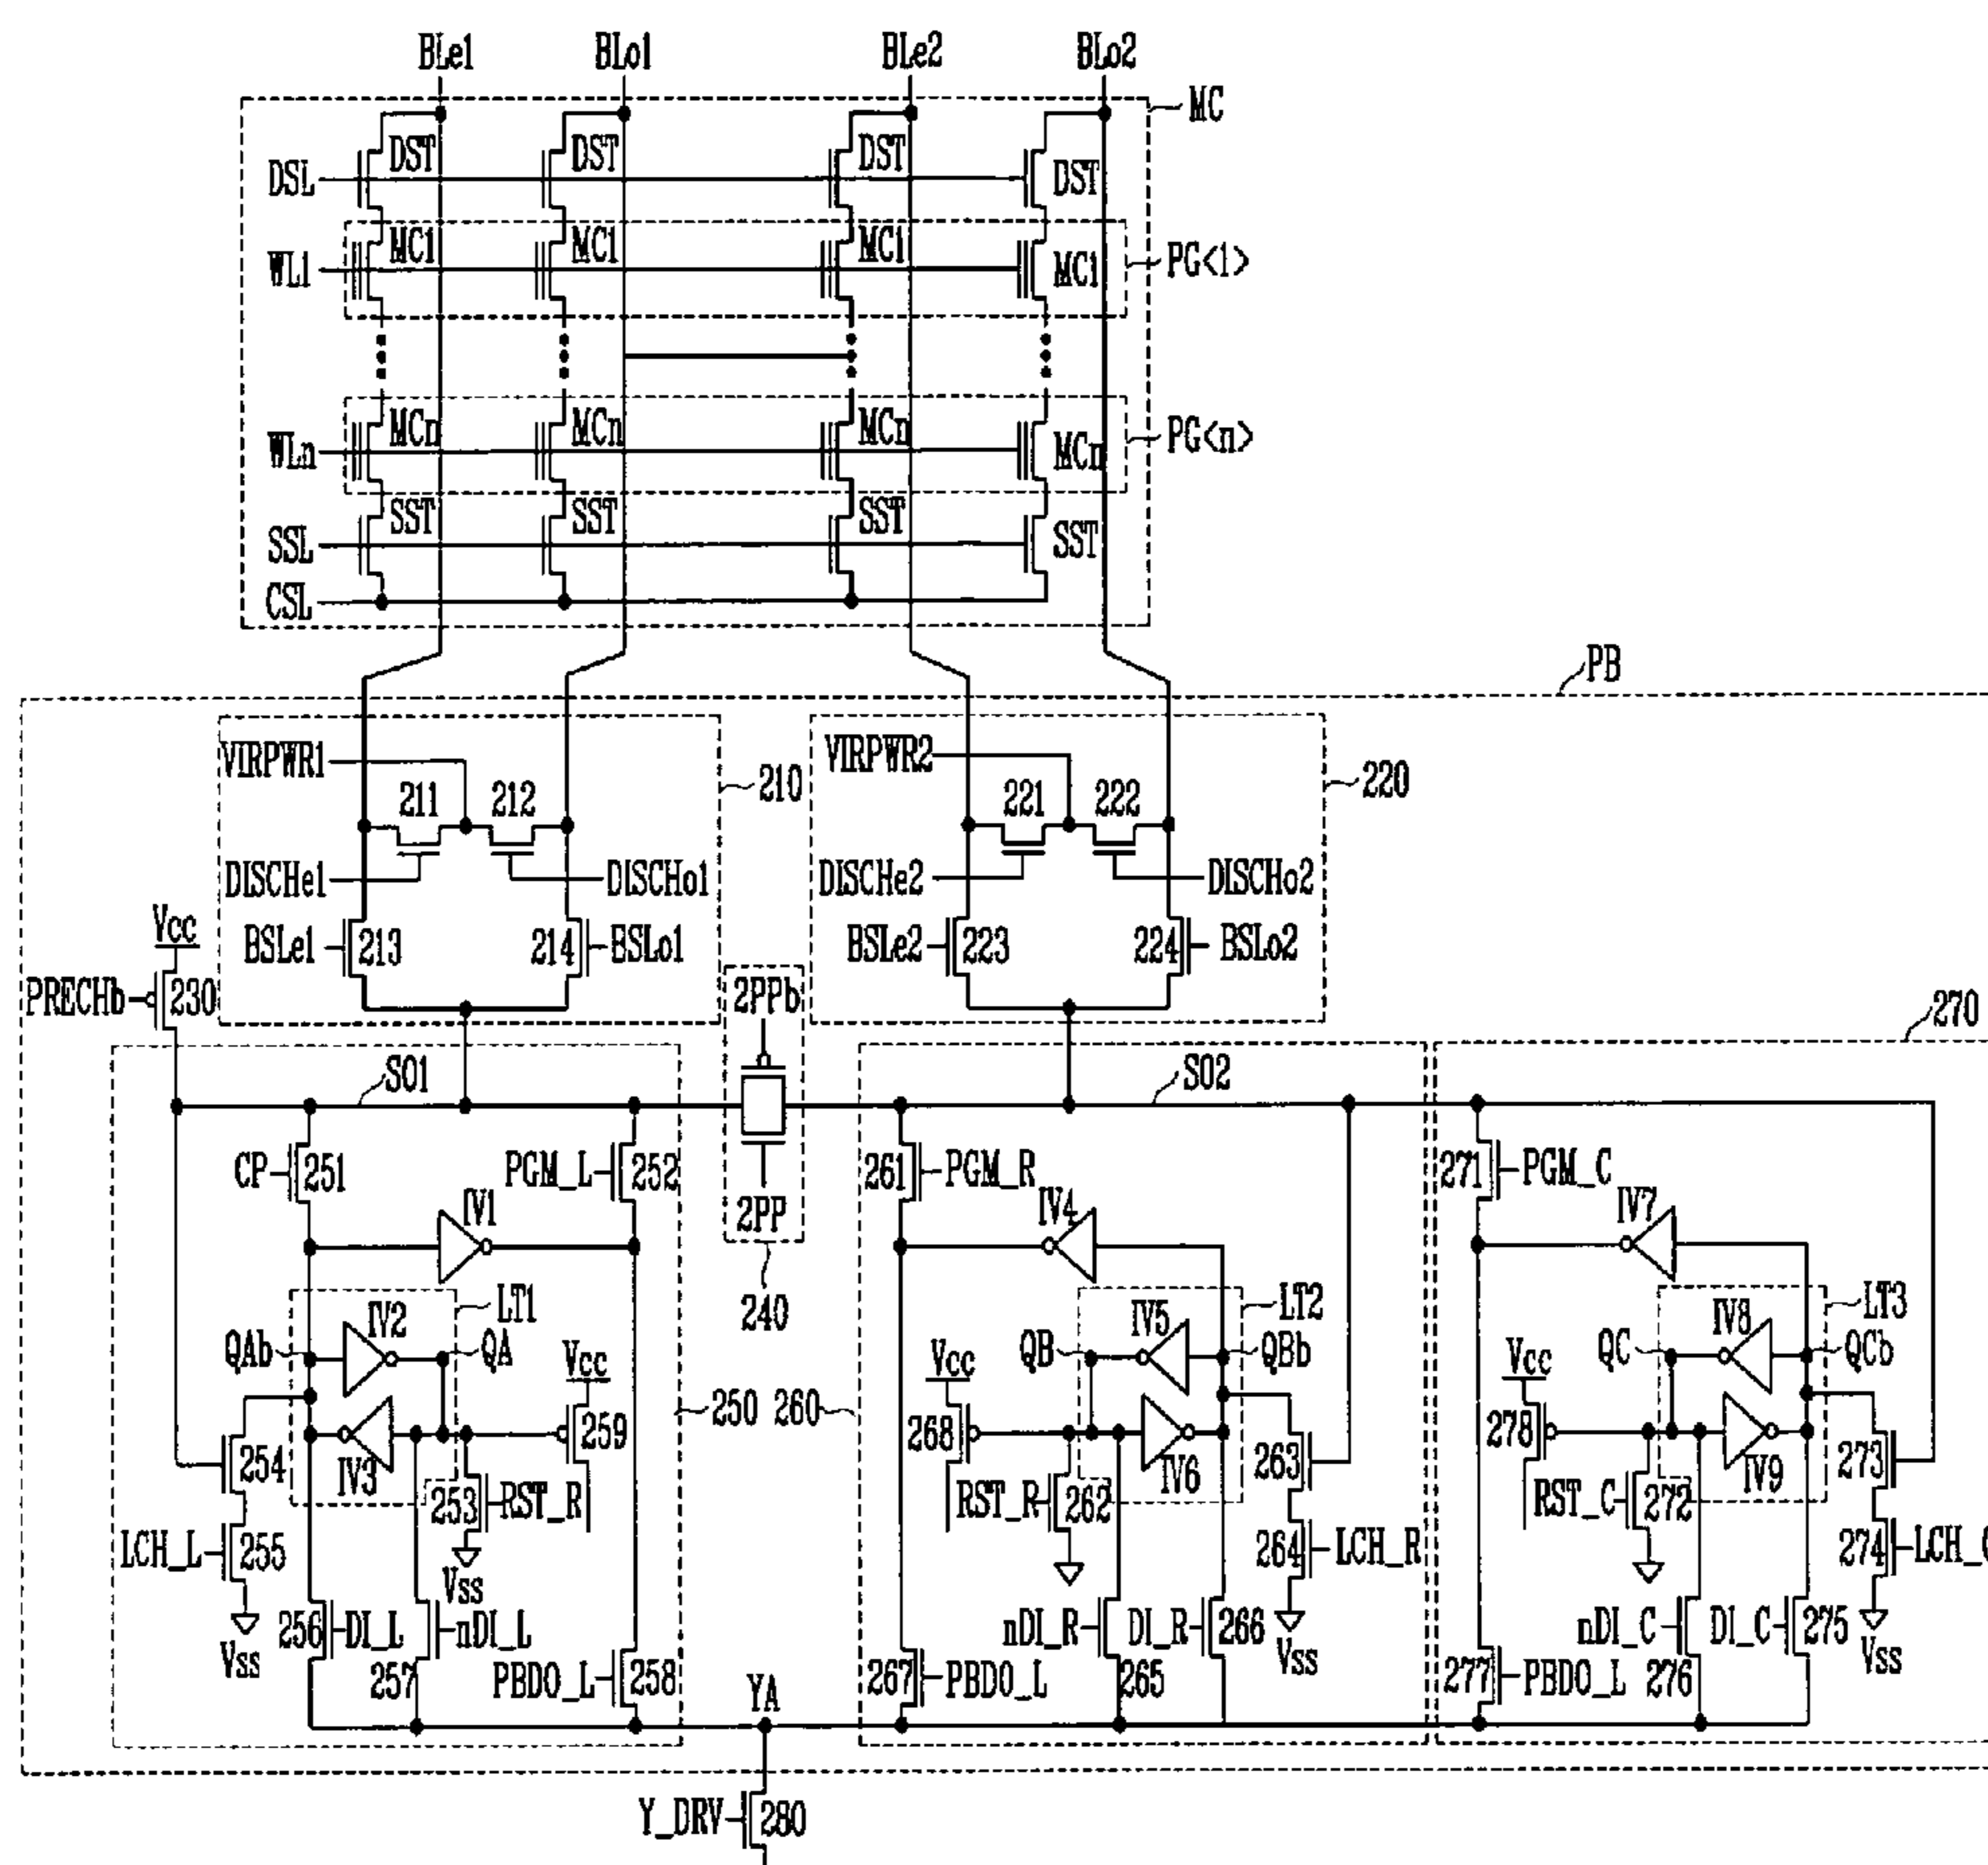 BLe1 BLo1 BLe2 BLo2
MC
DSL DST DST DST DST
WL1 MC1 MC1 MC1 MC1 PG<1>
WLn MCn MCn MCn MCn PG<n>
SSL SST SST SST SST
CSL
PB
VIRPWR1 VIRPWR2
211 212 210 221 222 220
DISCHe1 DISCHo1 DISCHe2 DISCHo2
Vcc
BSLe1 213 214 BSLo1 BSLe2 223 224 BSLo2
PRECHb 230 2PPb 270
SO1 SO2
CP 251 PGM_L 252 261 PGM_R 271 PGM_C
2PP
IV1 IV4 IV7
240
LT1 LT2 LT3
IV2 IV5 IV8
QAb QA Vcc Vcc QB QBb Vcc QC QCb
250 260
254 259 268 263 278 273
IV3 IV6 IV9
253 RST_R RST_R 262 RST_C 272
LCH_L 255 264 LCH_R 274
Vss
256 DI_L nDI_L nDI_R DI_R 266 nDI_C DI_C 275
Vss 257 PBDO_L 258 267 PBDO_L 265 Vss 277 PBDO_L 276 Vss
YA
Y_DRV 280